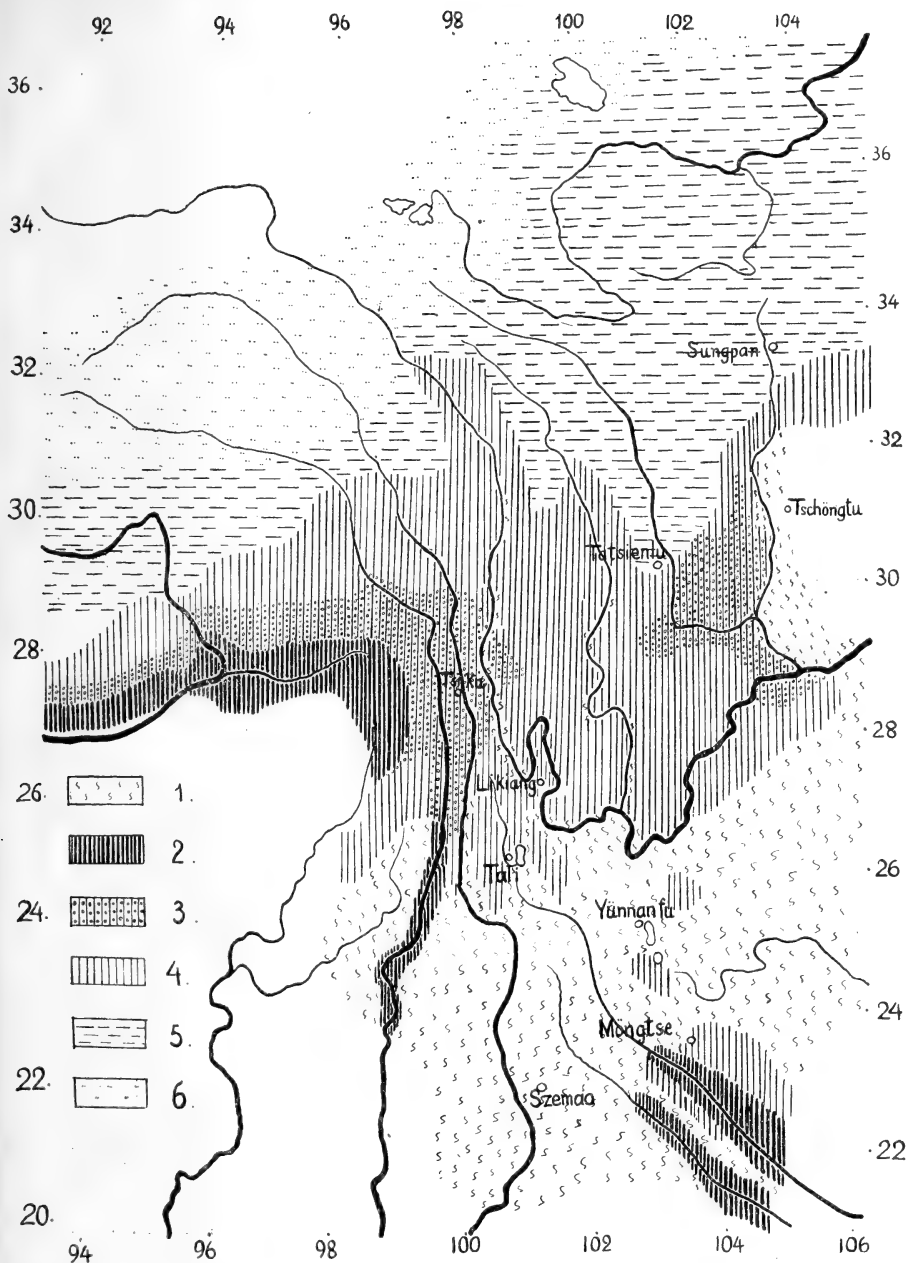 92 94 96 98 100 102 104
36.
. 36
34.
. 34
Sungpan
32.
. 32
30.
Tschöngtu
Tatsienlu
. 30
28.
. 28
Likiang
26. 1.
2
. 26
Tali
3
24. Yünnanfu
4
. 24
Möngtse
5
22. 6.
Szemao
. 22
20.
94 96 98 100 102 104 106